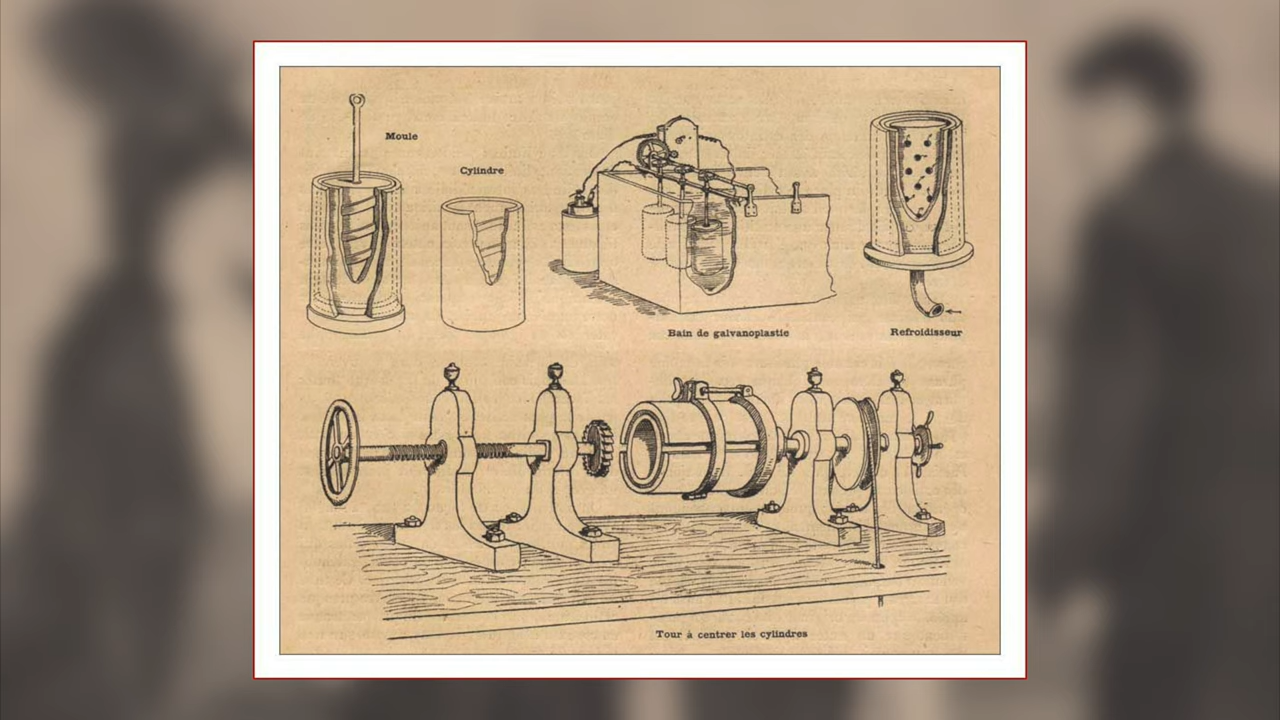 Moule
Cylindre
Bain de galvanoplastie
Refroidisseur
Tour à centrer les cylindres